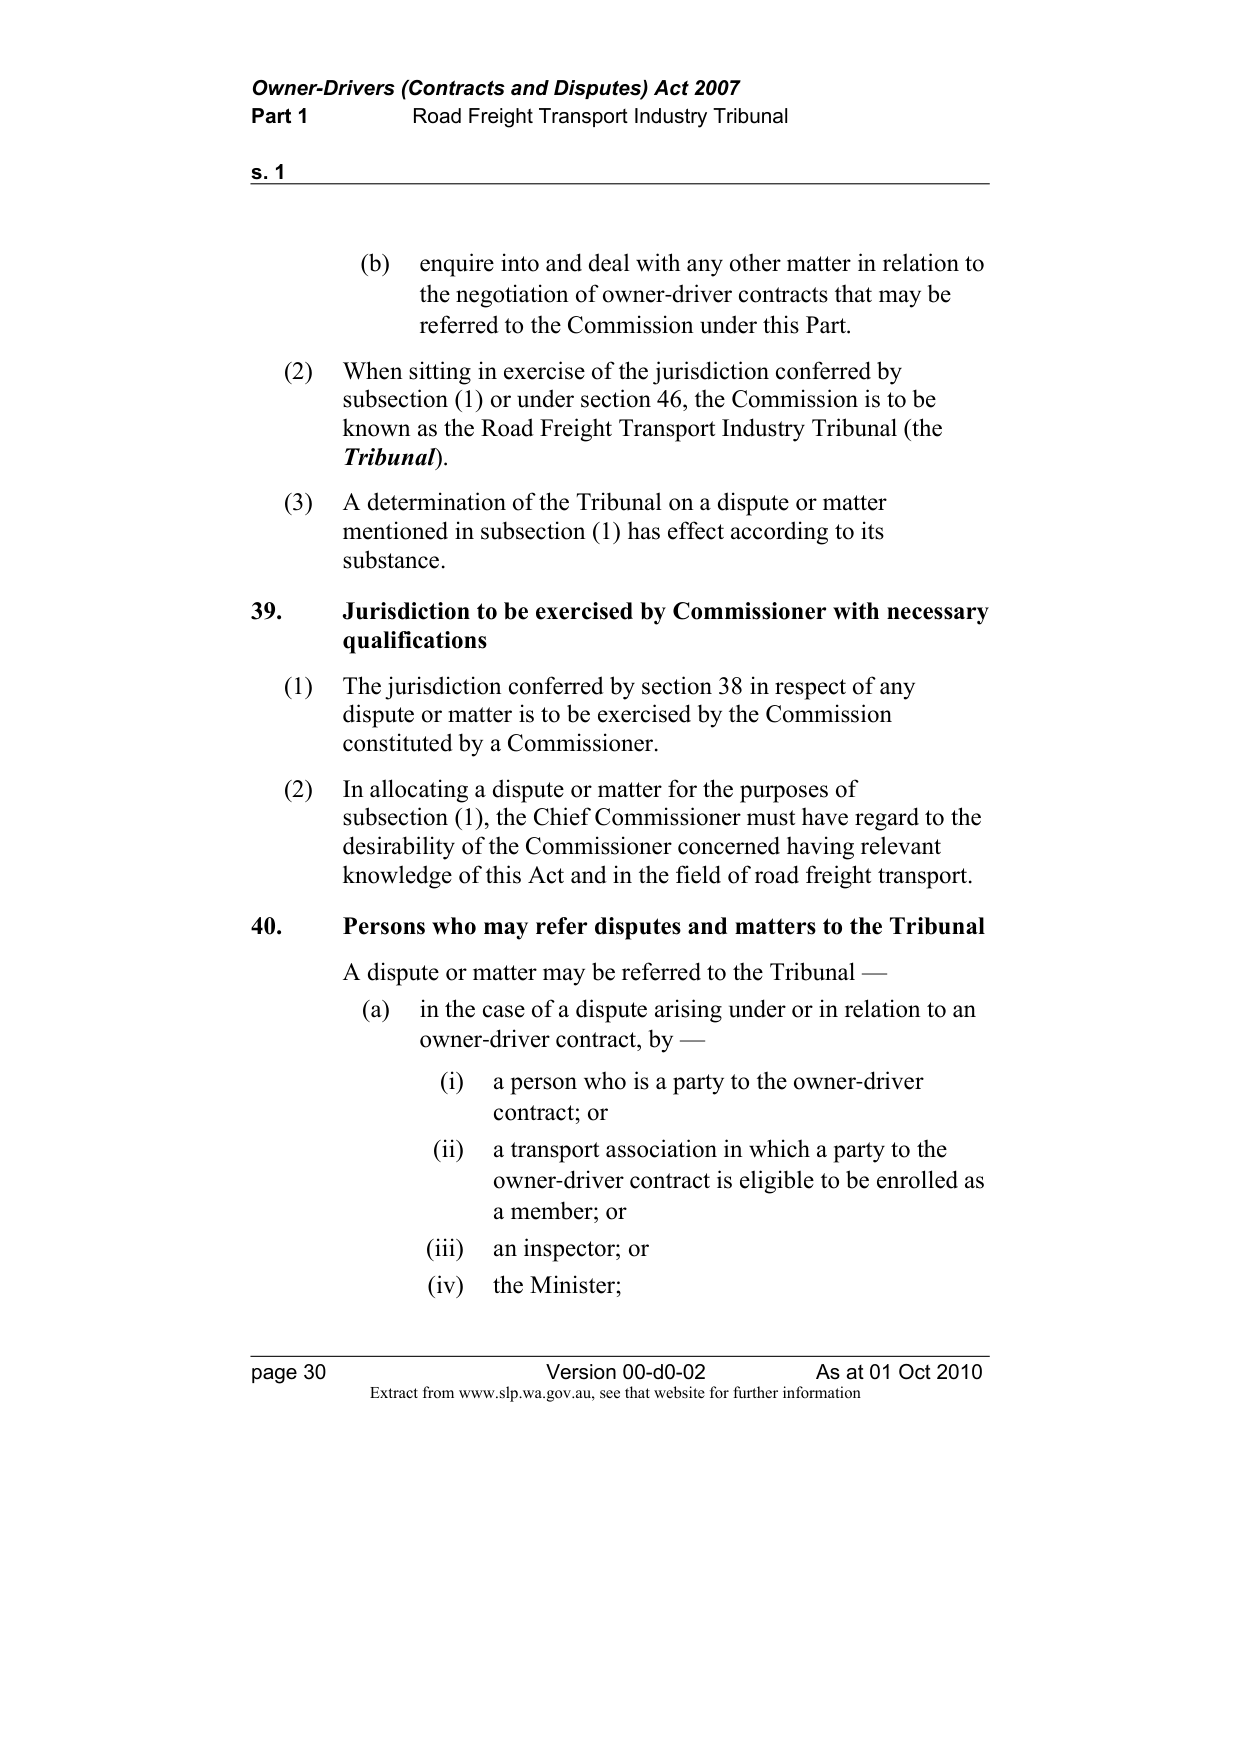 Owner-Drivers (Contracts and Disputes) Act 2007
Part 1 Road Freight Transport Industry Tribunal
s. 1
(b) enquire into and deal with any other matter in relation to
the negotiation of owner-driver contracts that may be
referred to the Commission under this Part.
(2) When sitting in exercise of the jurisdiction conferred by
subsection (1) or under section 46, the Commission is to be
known as the Road Freight Transport Industry Tribunal (the
Tribunal).
(3) A determination of the Tribunal on a dispute or matter
mentioned in subsection (1) has effect according to its
substance.
39. Jurisdiction to be exercised by Commissioner with necessary
qualifications
(1) The jurisdiction conferred by section 38 in respect of any
dispute or matter is to be exercised by the Commission
constituted by a Commissioner.
(2) In allocating a dispute or matter for the purposes of
subsection (1), the Chief Commissioner must have regard to the
desirability of the Commissioner concerned having relevant
knowledge of this Act and in the field of road freight transport.
40. Persons who may refer disputes and matters to the Tribunal
A dispute or matter may be referred to the Tribunal —
(a) in the case of a dispute arising under or in relation to an
owner-driver contract, by —
(i) a person who is a party to the owner-driver
contract; or
(ii) a transport association in which a party to the
owner-driver contract is eligible to be enrolled as
a member; or
(iii) an inspector; or
(iv) the Minister;
page 30 Version 00-d0-02 As at 01 Oct 2010
Extract from www.slp.wa.gov.au, see that website for further information